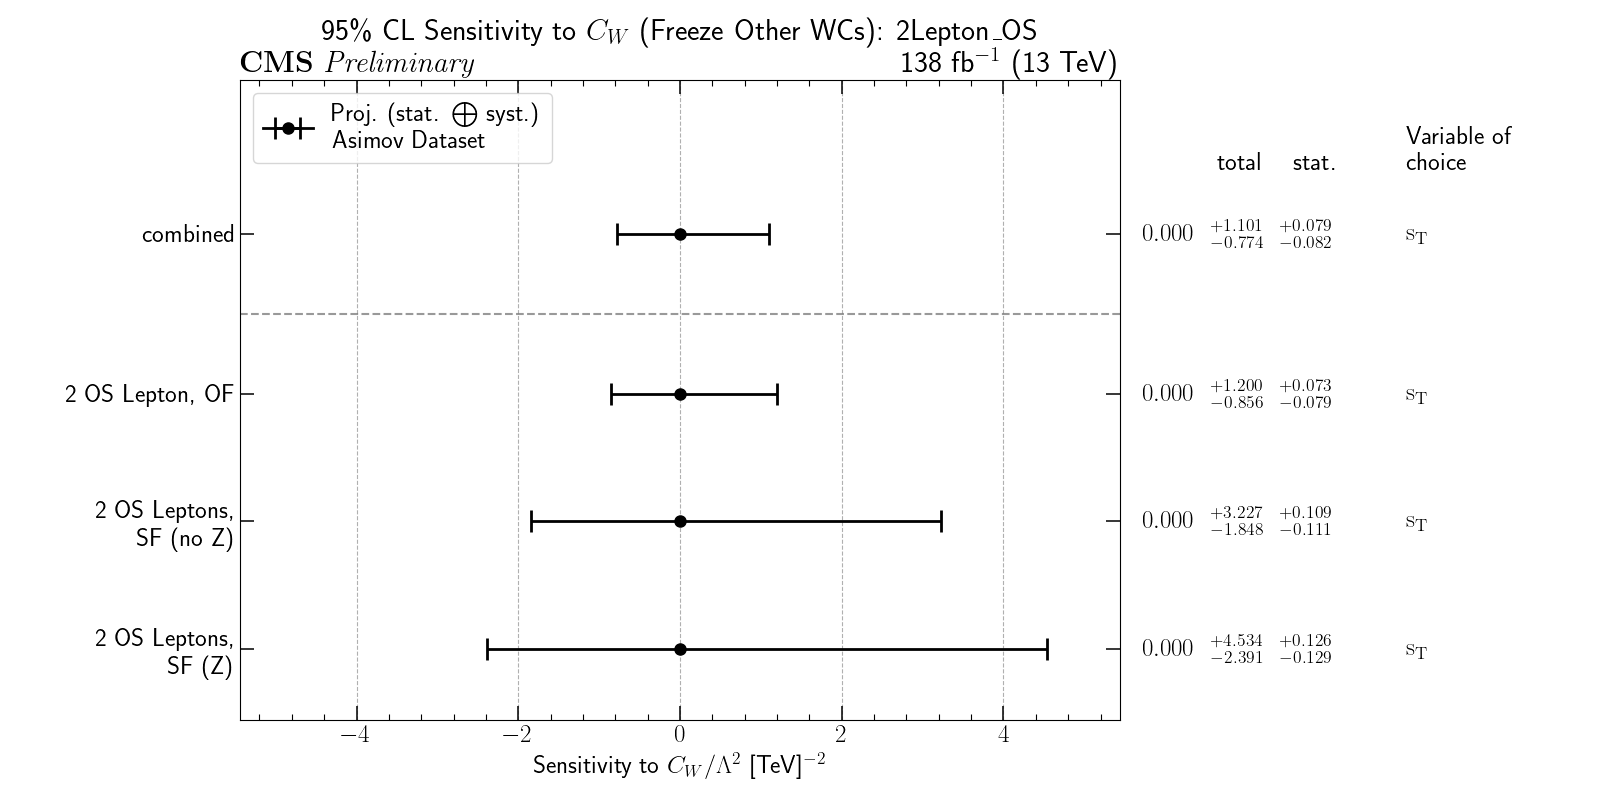 95% CL Sensitivity to C_W (Freeze Other WCs): 2Lepton_OS
CMS Preliminary 138 fb⁻¹ (13 TeV)
Proj. (stat. ⨁ syst.)
Asimov Dataset
Variable of
total stat. choice
combined 0.000 +1.101 −0.774 +0.079 −0.082 s_T
2 OS Lepton, OF 0.000 +1.200 −0.856 +0.073 −0.079 s_T
2 OS Leptons,
SF (no Z) 0.000 +3.227 −1.848 +0.109 −0.111 s_T
2 OS Leptons,
SF (Z) 0.000 +4.534 −2.391 +0.126 −0.129 s_T
−4 −2 0 2 4
Sensitivity to C_W/Λ² [TeV]⁻²